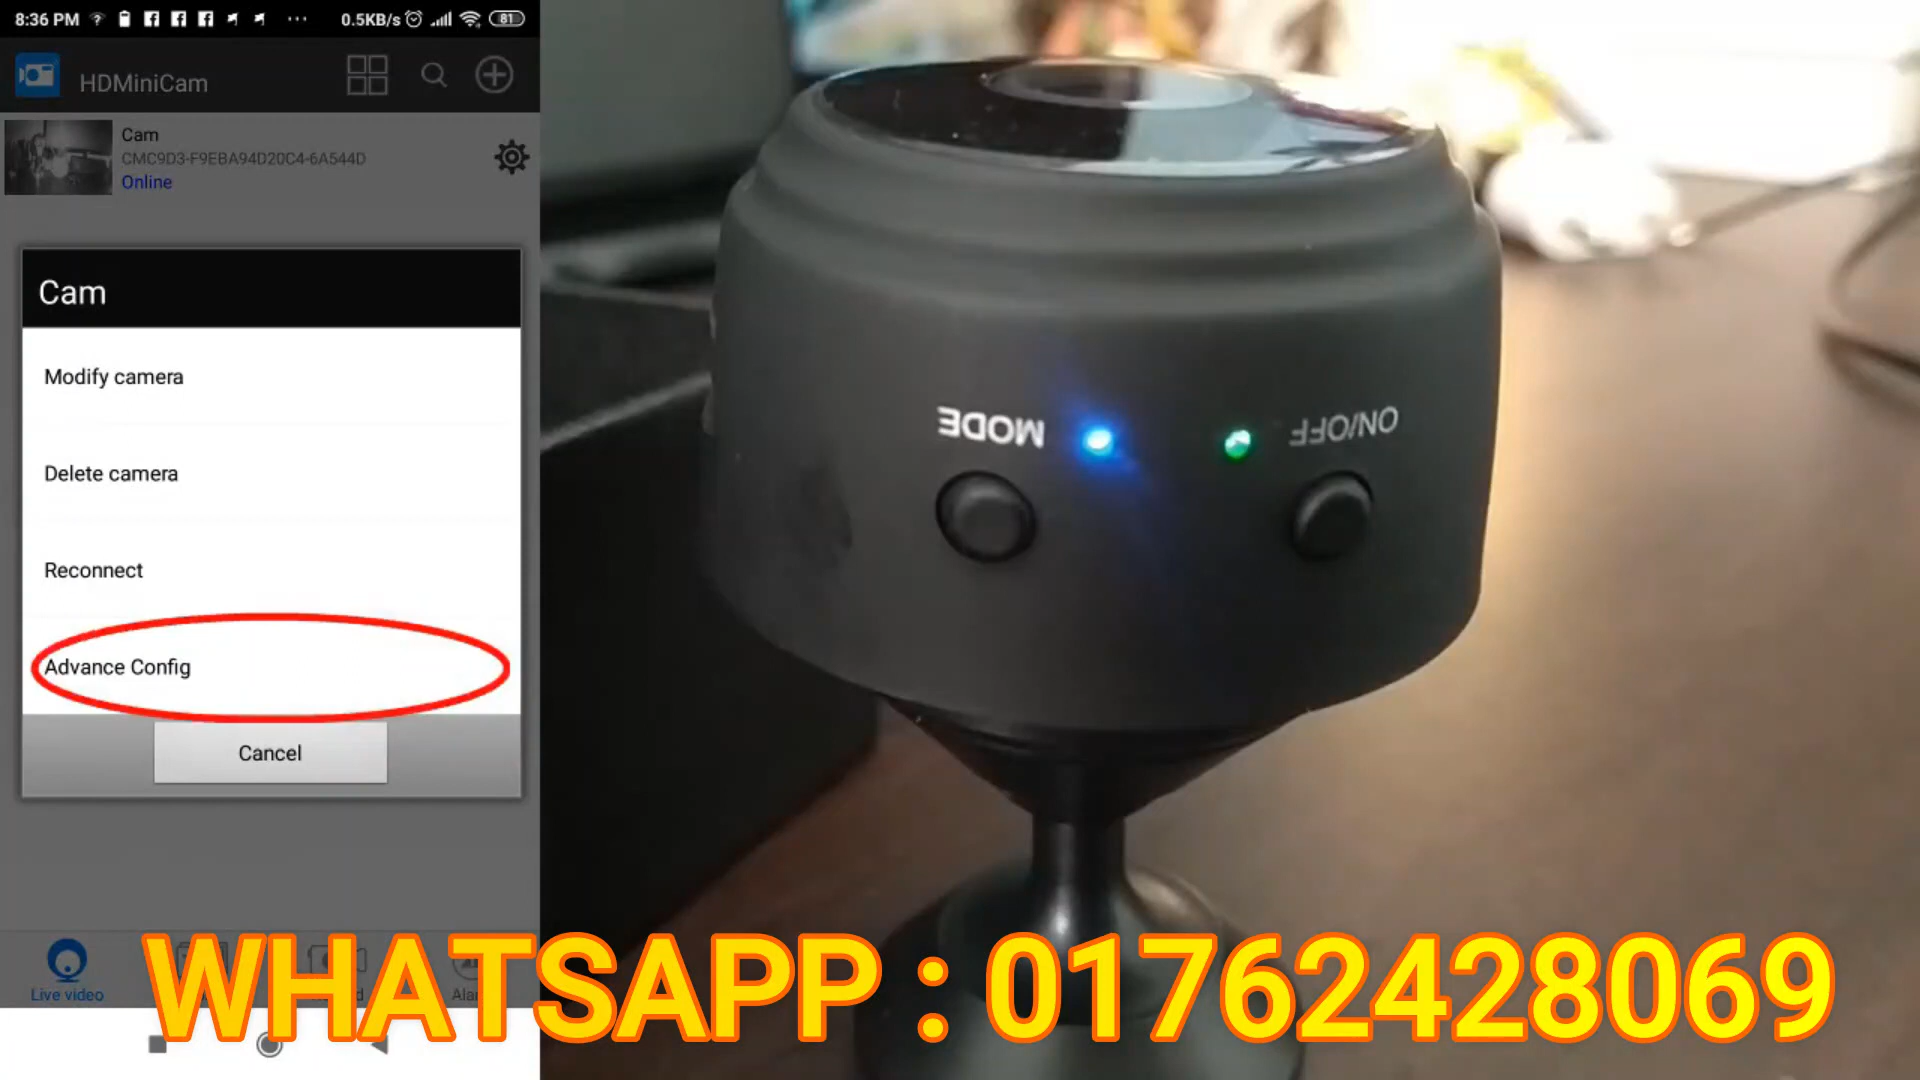 8:36 PM ? ... 0.5KB/s 81
HDMiniCam
Cam
CMC9D3-F9EBA94D20C4-6A544D
Online
Cam
Modify camera
Delete camera
Reconnect
Advance Config
Cancel
Live video
MODE
ON/OFF
WHATSAPP : 01762428069